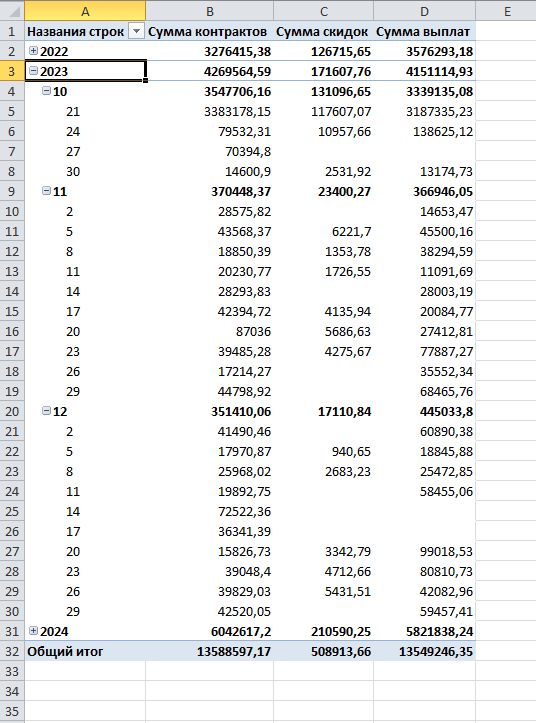 A B C D E
1 Названия строк Сумма контрактов Сумма скидок Сумма выплат
2 2022 3276415,38 126715,65 3576293,18
3 2023 4269564,59 171607,76 4151114,93
4 10 3547706,16 131096,65 3339135,08
5 21 3383178,15 117607,07 3187335,23
6 24 79532,31 10957,66 138625,12
7 27 70394,8
8 30 14600,9 2531,92 13174,73
9 11 370448,37 23400,27 366946,05
10 2 28575,82 14653,47
11 5 43568,37 6221,7 45500,16
12 8 18850,39 1353,78 38294,59
13 11 20230,77 1726,55 11091,69
14 14 28293,83 28003,19
15 17 42394,72 4135,94 20084,77
16 20 87036 5686,63 27412,81
17 23 39485,28 4275,67 77887,27
18 26 17214,27 35552,34
19 29 44798,92 68465,76
20 12 351410,06 17110,84 445033,8
21 2 41490,46 60890,38
22 5 17970,87 940,65 18845,88
23 8 25968,02 2683,23 25472,85
24 11 19892,75 58455,06
25 14 72522,36
26 17 36341,39
27 20 15826,73 3342,79 99018,53
28 23 39048,4 4712,66 80810,73
29 26 39829,03 5431,51 42082,96
30 29 42520,05 59457,41
31 2024 6042617,2 210590,25 5821838,24
32 Общий итог 13588597,17 508913,66 13549246,35
33
34
35